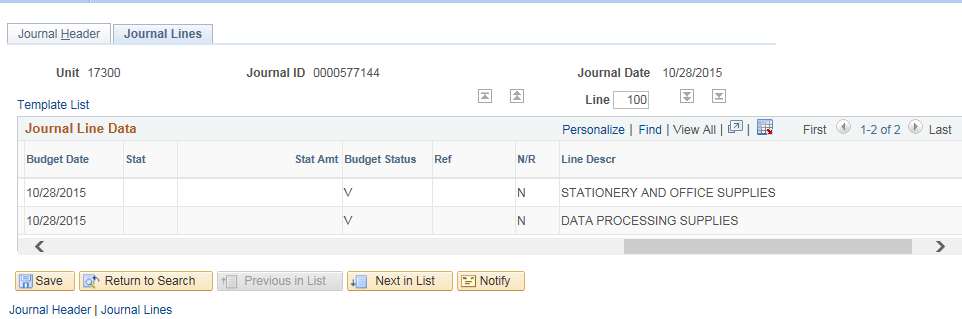 Journal Header Journal Lines
Unit 17300 Journal ID 0000577144 Journal Date 10/28/2015
Template List Line 100
Journal Line Data Personalize | Find | View All | | First 1-2 of 2 Last
Budget Date Stat Stat Amt Budget Status Ref N/R Line Descr
10/28/2015 V N STATIONERY AND OFFICE SUPPLIES
10/28/2015 V N DATA PROCESSING SUPPLIES
Save Return to Search Previous in List Next in List Notify
Journal Header | Journal Lines